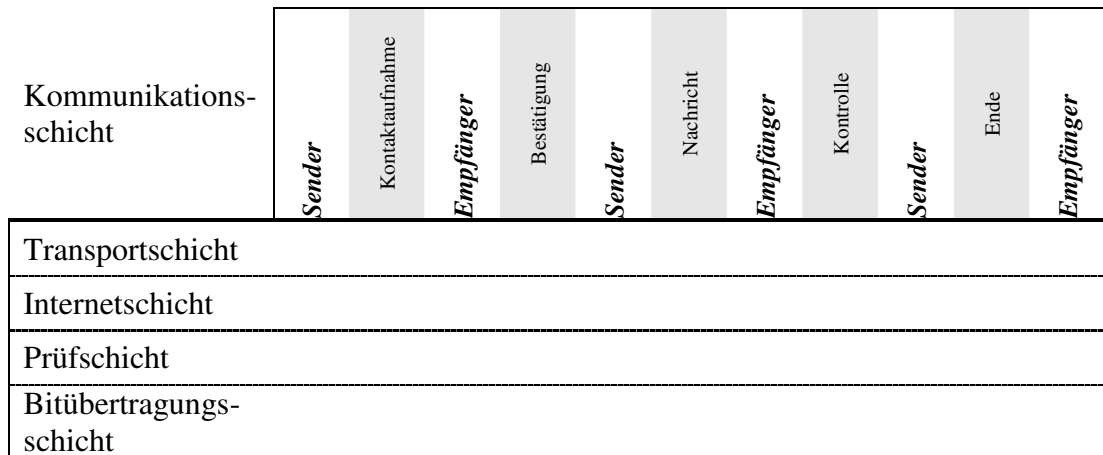 Kommunikations-
schicht
Sender
Kontaktaufnahme
Empfänger
Bestätigung
Sender
Nachricht
Empfänger
Kontrolle
Sender
Ende
Empfänger
Transportschicht
Internetschicht
Prüfschicht
Bitübertragungs-
schicht